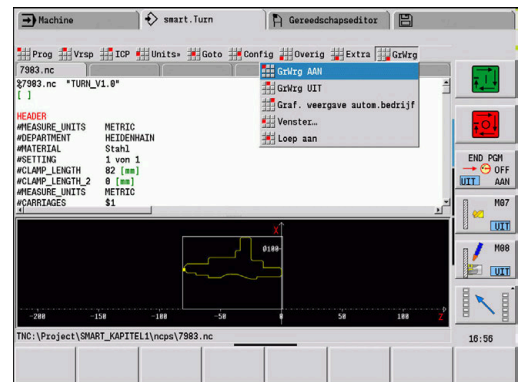 Machine
smart.Turn
Gereedschapseditor
Prog Vrsp ICP Units» Goto Config Overig Extra GrWrg
7983.nc
%7983.nc "TURN_V1.0"
[ ]
HEADER
#MEASURE_UNITS METRIC
#DEPARTMENT HEIDENHAIN
#MATERIAL Stahl
#SETTING 1 von 1
#CLAMP_LENGTH 82 [mm]
#CLAMP_LENGTH_2 0 [mm]
#MEASURE_UNITS METRIC
#CARRIAGES $1
GrWrg AAN
GrWrg UIT
Graf. weergave autom.bedrijf
Venster…
Loep aan
END PGM
OFF
UIT AAN
M07
UIT
M08
UIT
X
Ø100
-200 -150 -100 -50 0 50 100 Z
TNC:\Project\SMART_KAPITEL1\ncps\7983.nc
16:56